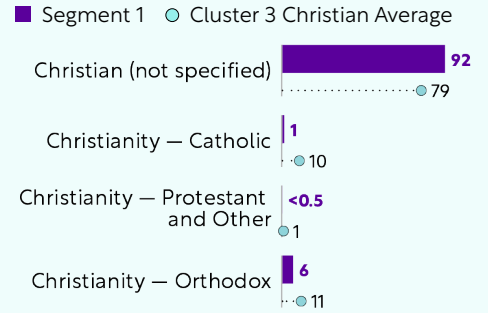 Segment 1 Cluster 3 Christian Average
Christian (not specified) 92
79
Christianity — Catholic 1
10
Christianity — Protestant <0.5
and Other 1
Christianity — Orthodox 6
11